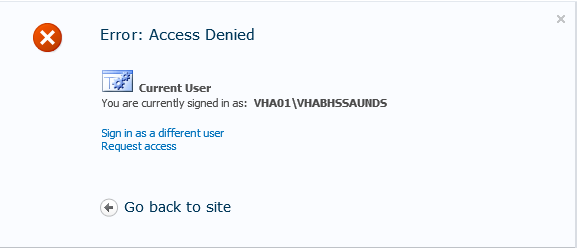 Error: Access Denied
Current User
You are currently signed in as: VHA01\VHABHSSAUNDS
Sign in as a different user
Request access
Go back to site